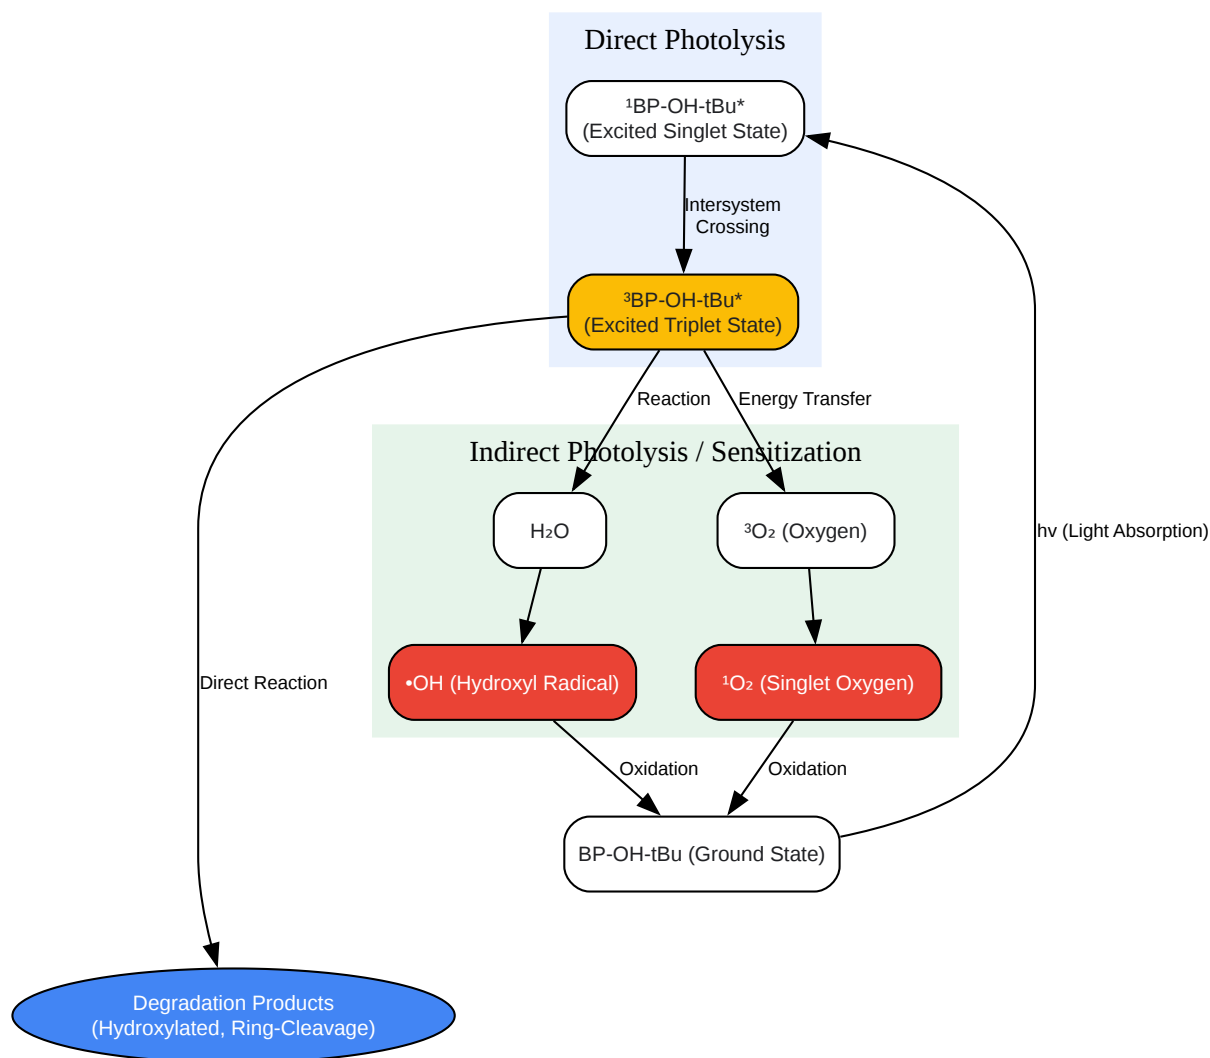 Direct Photolysis
¹BP-OH-tBu*
(Excited Singlet State)
Intersystem
Crossing
³BP-OH-tBu*
(Excited Triplet State)
Reaction
Energy Transfer
Indirect Photolysis / Sensitization
H₂O
³O₂ (Oxygen)
hv (Light Absorption)
Direct Reaction
•OH (Hydroxyl Radical)
¹O₂ (Singlet Oxygen)
Oxidation
Oxidation
BP-OH-tBu (Ground State)
Degradation Products
(Hydroxylated, Ring-Cleavage)